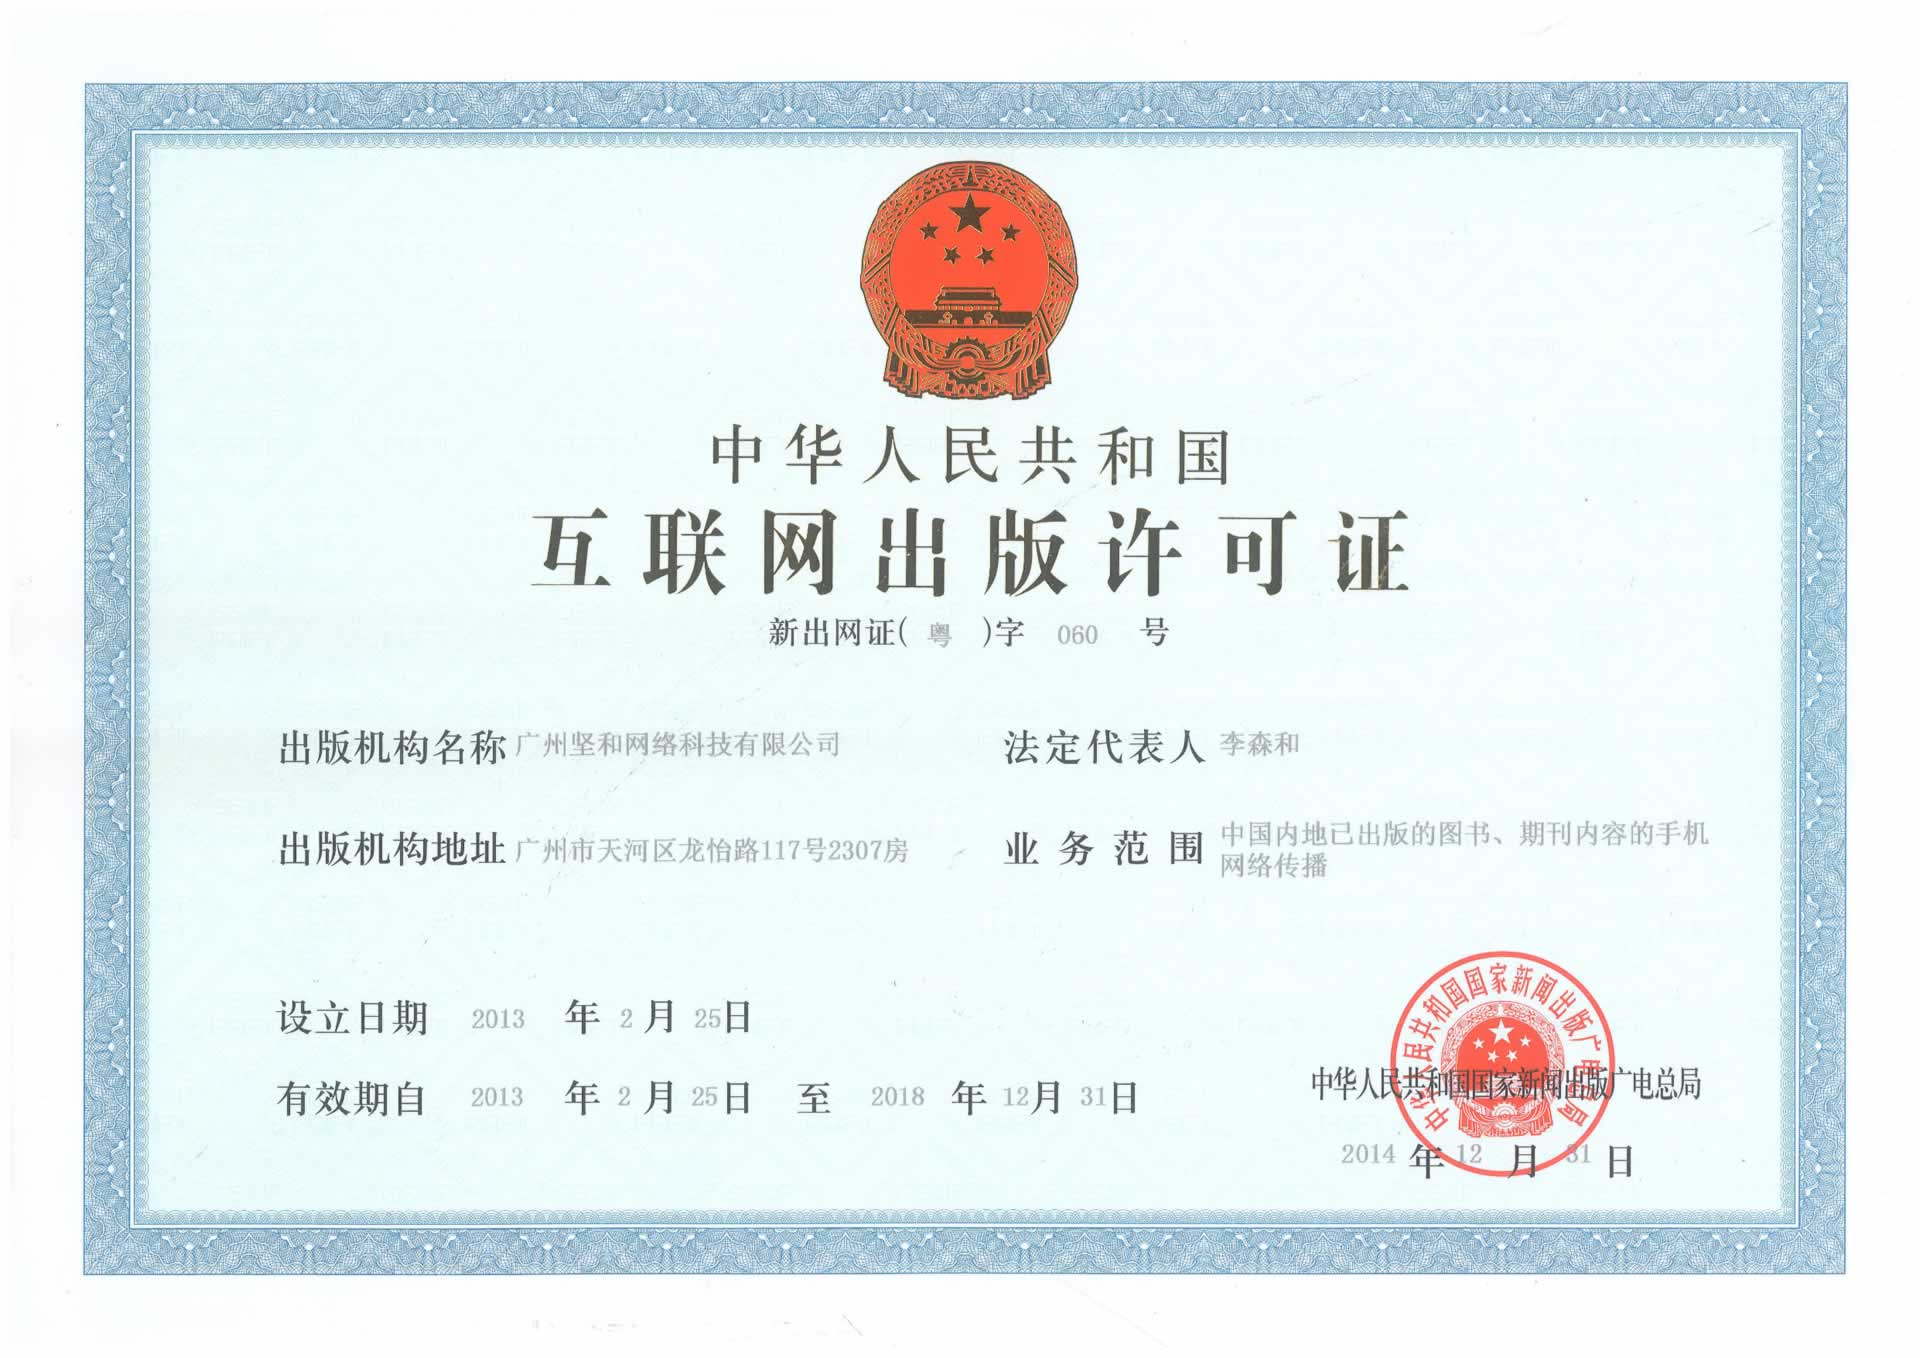 中华人民共和国
互联网出版许可证
新出网证(粤)字 060 号
出版机构名称 广州坚和网络科技有限公司
法定代表人 李森和
出版机构地址 广州市天河区龙怡路117号2307房
业务范围 中国内地已出版的图书、期刊内容的手机
网络传播
设立日期 2013 年 2 月 25日
有效期自 2013 年 2 月 25日 至 2018 年 12月 31日
中华人民共和国国家新闻出版广电总局
中华人民共和国国家新闻出版广电总局
2014 年 12 月 31 日